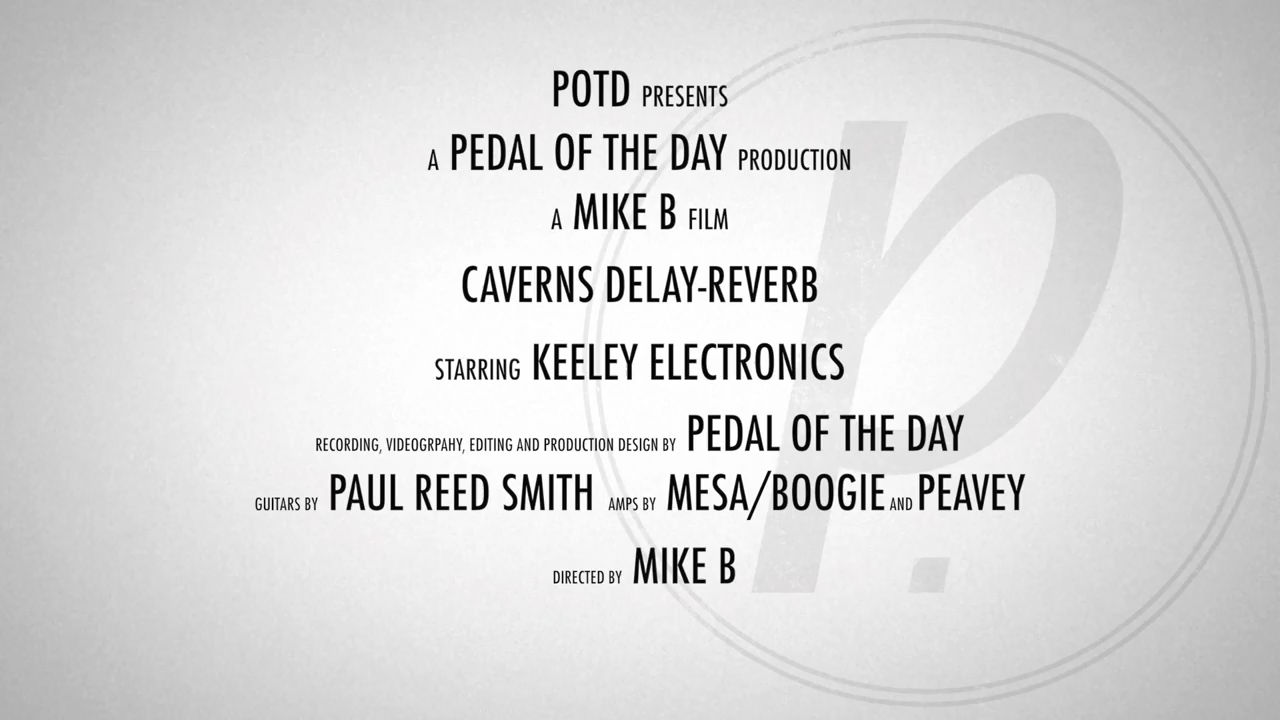 POTD PRESENTS
A PEDAL OF THE DAY PRODUCTION
A MIKE B FILM
CAVERNS DELAY-REVERB
STARRING KEELEY ELECTRONICS
RECORDING, VIDEOGRPAHY, EDITING AND PRODUCTION DESIGN BY PEDAL OF THE DAY
GUITARS BY PAUL REED SMITH AMPS BY MESA/BOOGIE AND PEAVEY
DIRECTED BY MIKE B
p.